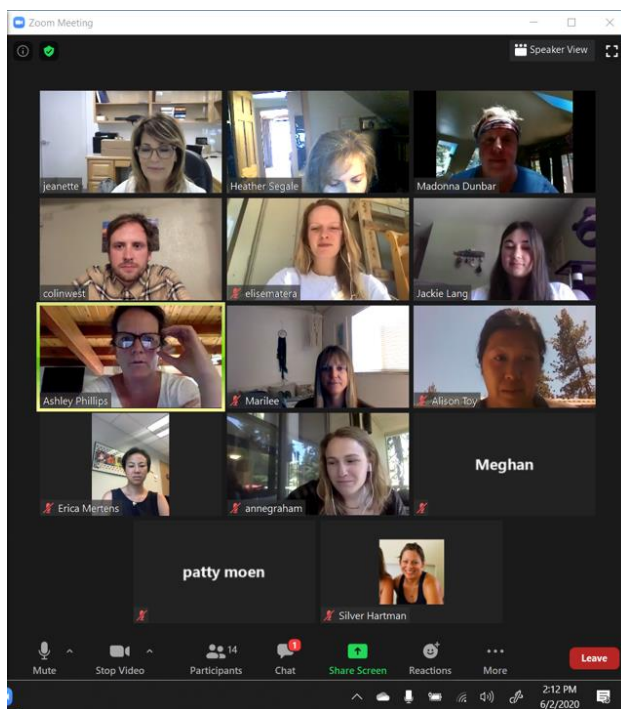 Zoom Meeting
Speaker View
jeanette
Heather Segale
Madonna Dunbar
colinwest
elisematera
Jackie Lang
Ashley Phillips
Marilee
Alison Toy
Erica Mertens
annegraham
Meghan
patty moen
Silver Hartman
14
1
Mute
Stop Video
Participants
Chat
Share Screen
Reactions
More
Leave
2:12 PM
6/2/2020